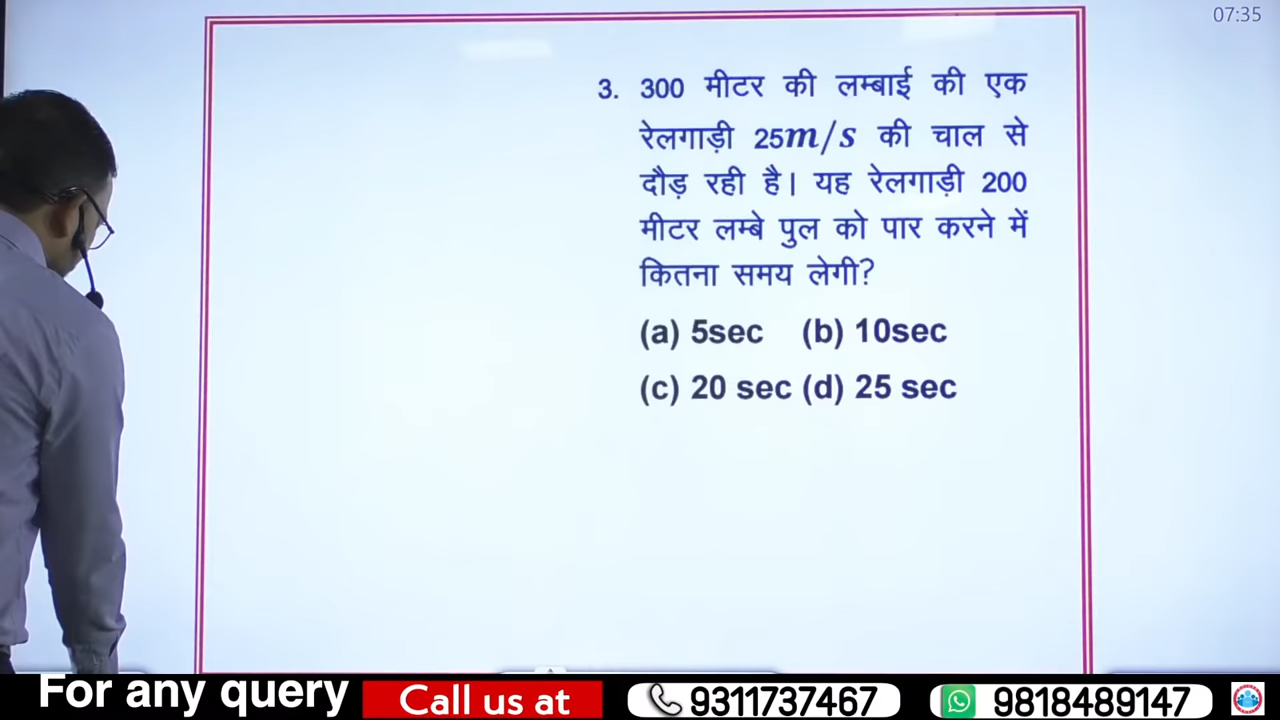 07:35
3. 300 मीटर की लम्बाई की एक
रेलगाड़ी 25m/s की चाल से
दौड़ रही है। यह रेलगाड़ी 200
मीटर लम्बे पुल को पार करने में
कितना समय लेगी?
(a) 5sec (b) 10sec
(c) 20 sec (d) 25 sec
For any query Call us at 9311737467 9818489147